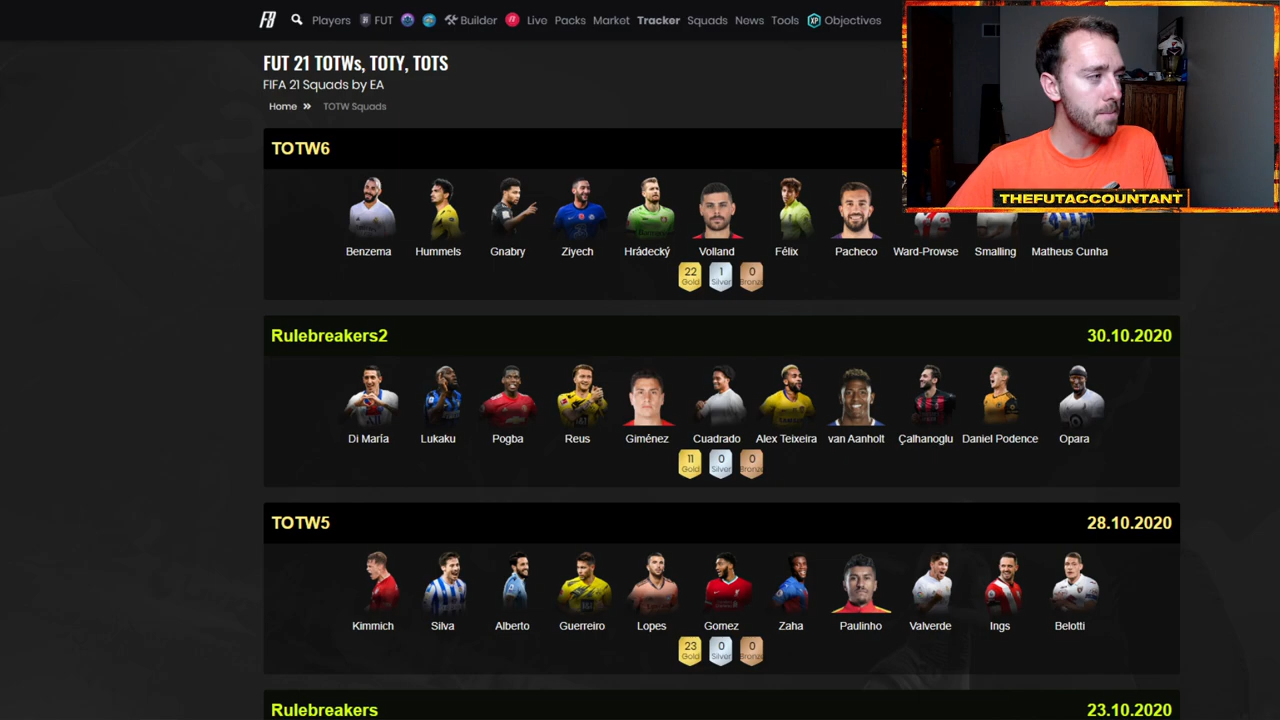 Players FUT Builder Live Packs Market Tracker Squads News Tools XP Objectives
THEFUTACCOUNTANT
FUT 21 TOTWs, TOTY, TOTS
FIFA 21 Squads by EA
Home » TOTW Squads
TOTW6
Benzema Hummels Gnabry Ziyech Hrádecký Volland Félix Pacheco Ward-Prowse Smalling Matheus Cunha
22 1 0
Gold Silver Bronze
Rulebreakers2 30.10.2020
Di María Lukaku Pogba Reus Giménez Cuadrado Alex Teixeira van Aanholt Çalhanoglu Daniel Podence Opara
11 0 0
Gold Silver Bronze
TOTW5 28.10.2020
Kimmich Silva Alberto Guerreiro Lopes Gomez Zaha Paulinho Valverde Ings Belotti
23 0 0
Gold Silver Bronze
Rulebreakers 23.10.2020